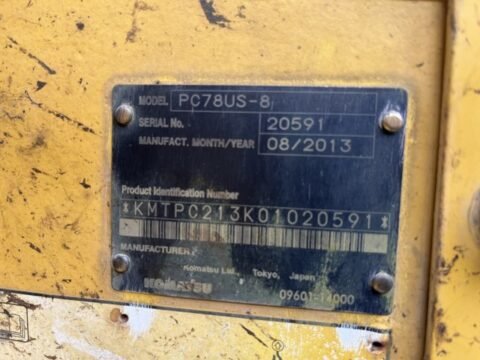 MODEL PC78US-8
SERIAL No. 20591
MANUFACT. MONTH/YEAR 08/2013
Product Identification Number
*KMTPC213K01020591*
MANUFACTURER
Komatsu Ltd. Tokyo, Japan
KOMATSU 09601-14000